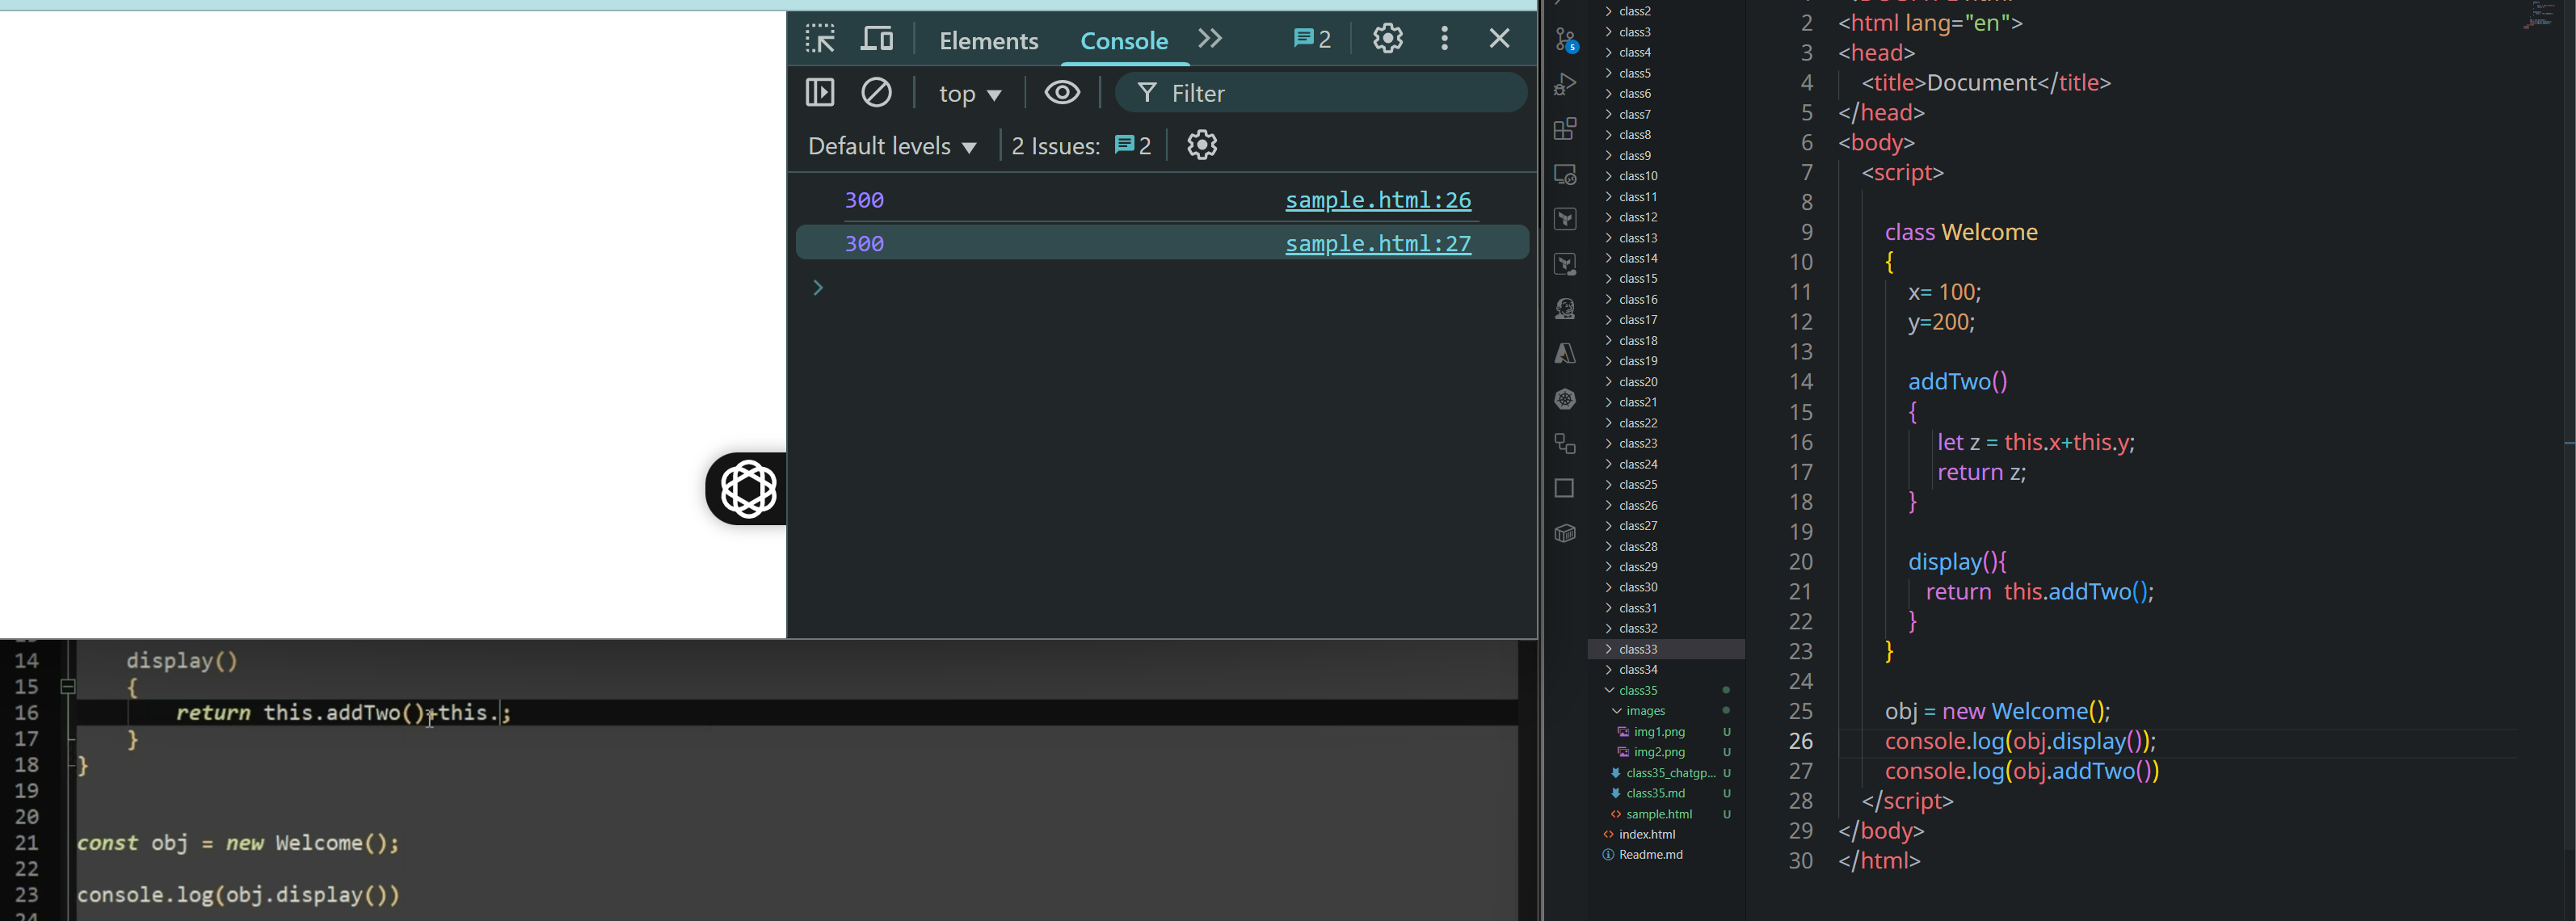 Elements
Console
2
top
Filter
Default levels
2 Issues:
2
300
sample.html:26
300
sample.html:27
14
display()
15
{
16
return this.addTwo()+this.;
17
}
18
}
19
20
21
const obj = new Welcome();
22
23
console.log(obj.display())
5
class2
class3
class4
class5
class6
class7
class8
class9
class10
class11
class12
class13
class14
class15
class16
class17
class18
class19
class20
class21
class22
class23
class24
class25
class26
class27
class28
class29
class30
class31
class32
class33
class34
class35
images
img1.png U
img2.png U
class35_chatgp... U
class35.md U
sample.html U
index.html
Readme.md
2 <html lang="en">
3 <head>
4 <title>Document</title>
5 </head>
6 <body>
7 <script>
8
9 class Welcome
10 {
11 x= 100;
12 y=200;
13
14 addTwo()
15 {
16 let z = this.x+this.y;
17 return z;
18 }
19
20 display(){
21 return  this.addTwo();
22 }
23 }
24
25 obj = new Welcome();
26 console.log(obj.display());
27 console.log(obj.addTwo())
28 </script>
29 </body>
30 </html>